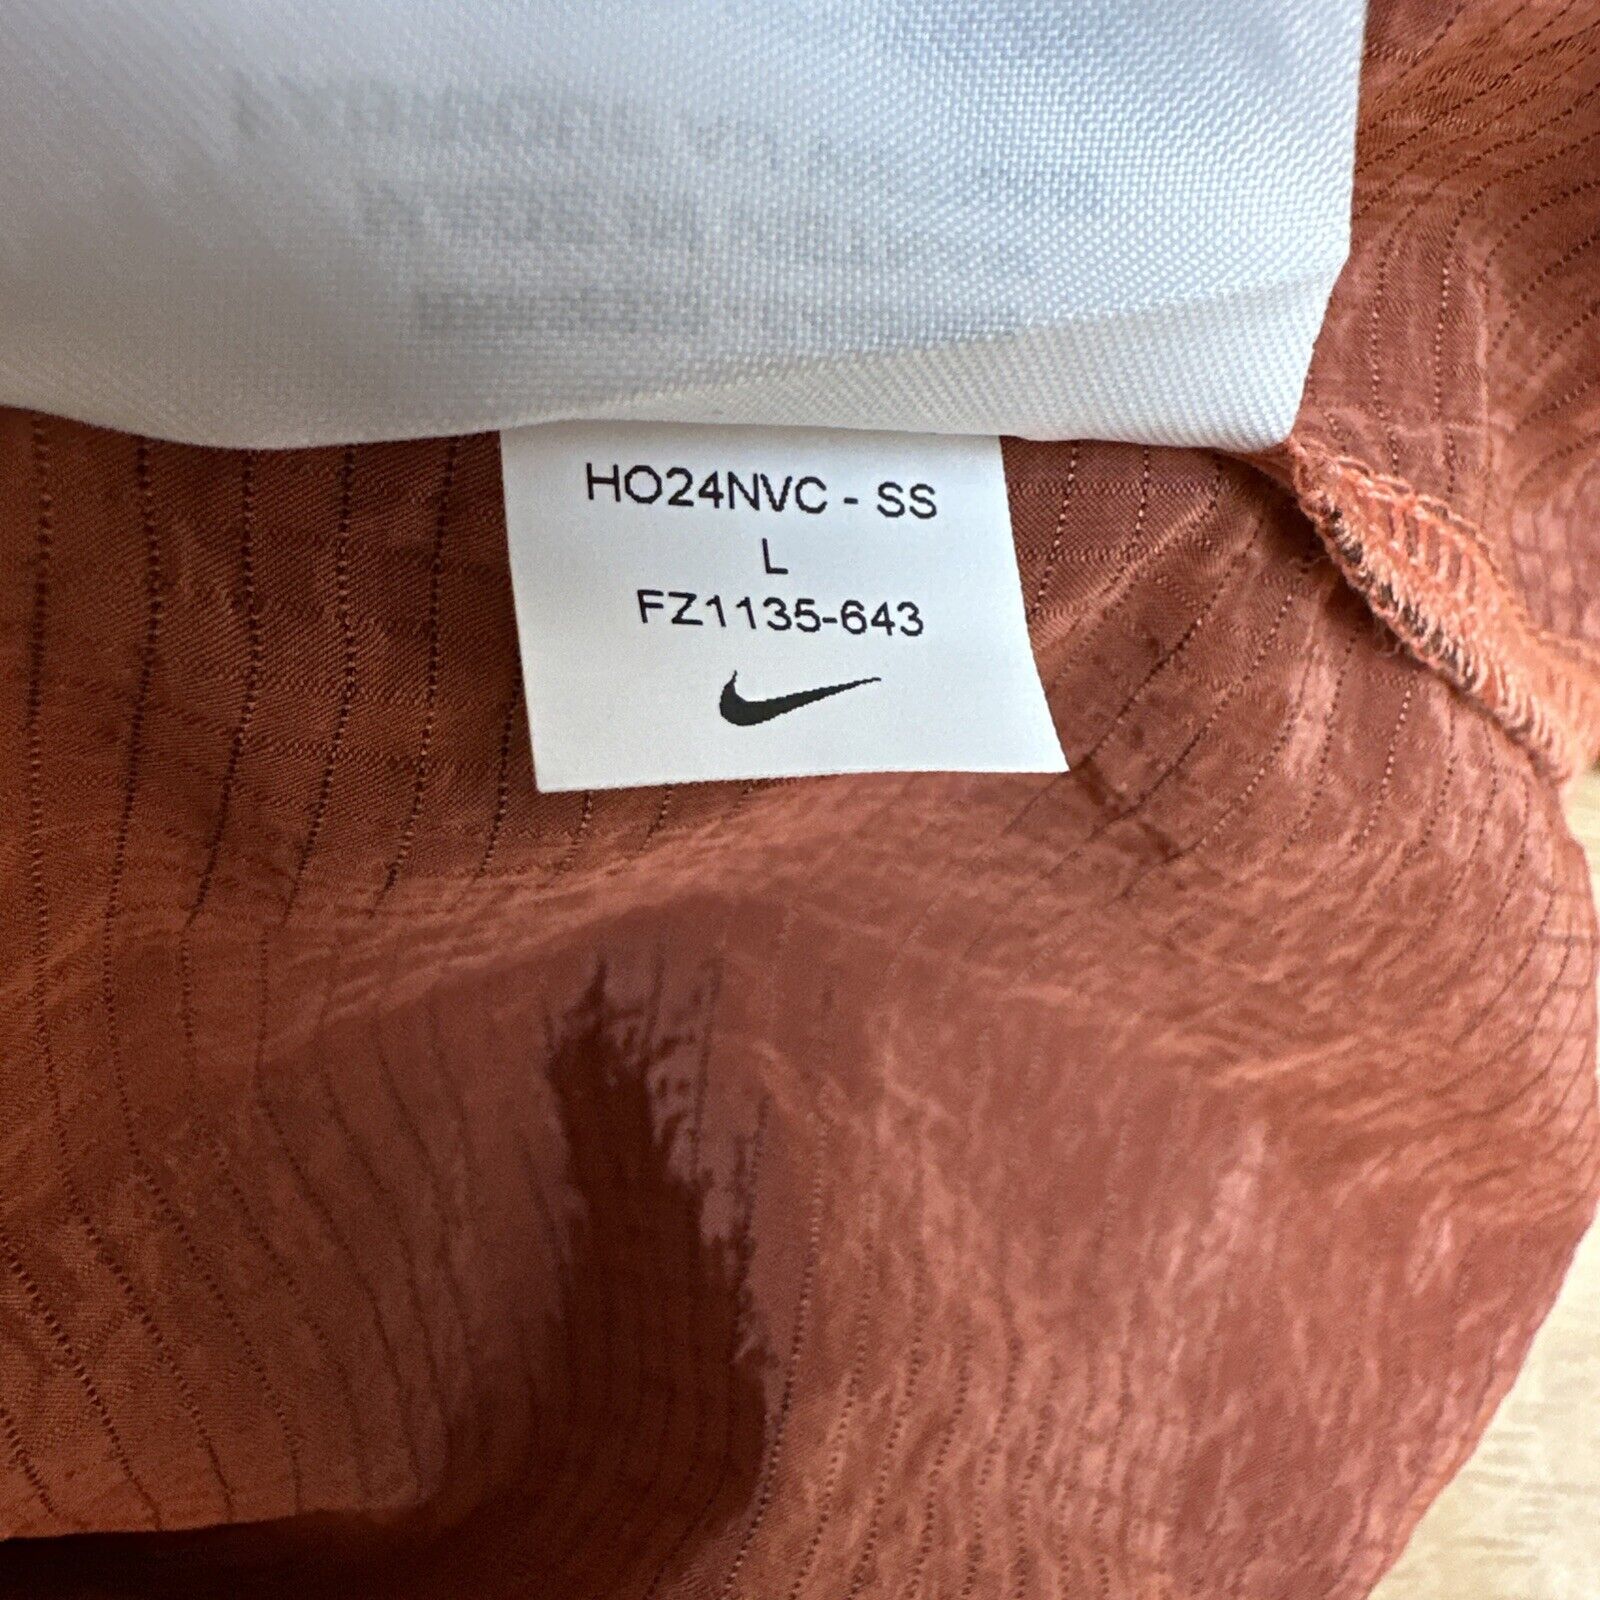 HO24NVC - SS
L
FZ1135-643